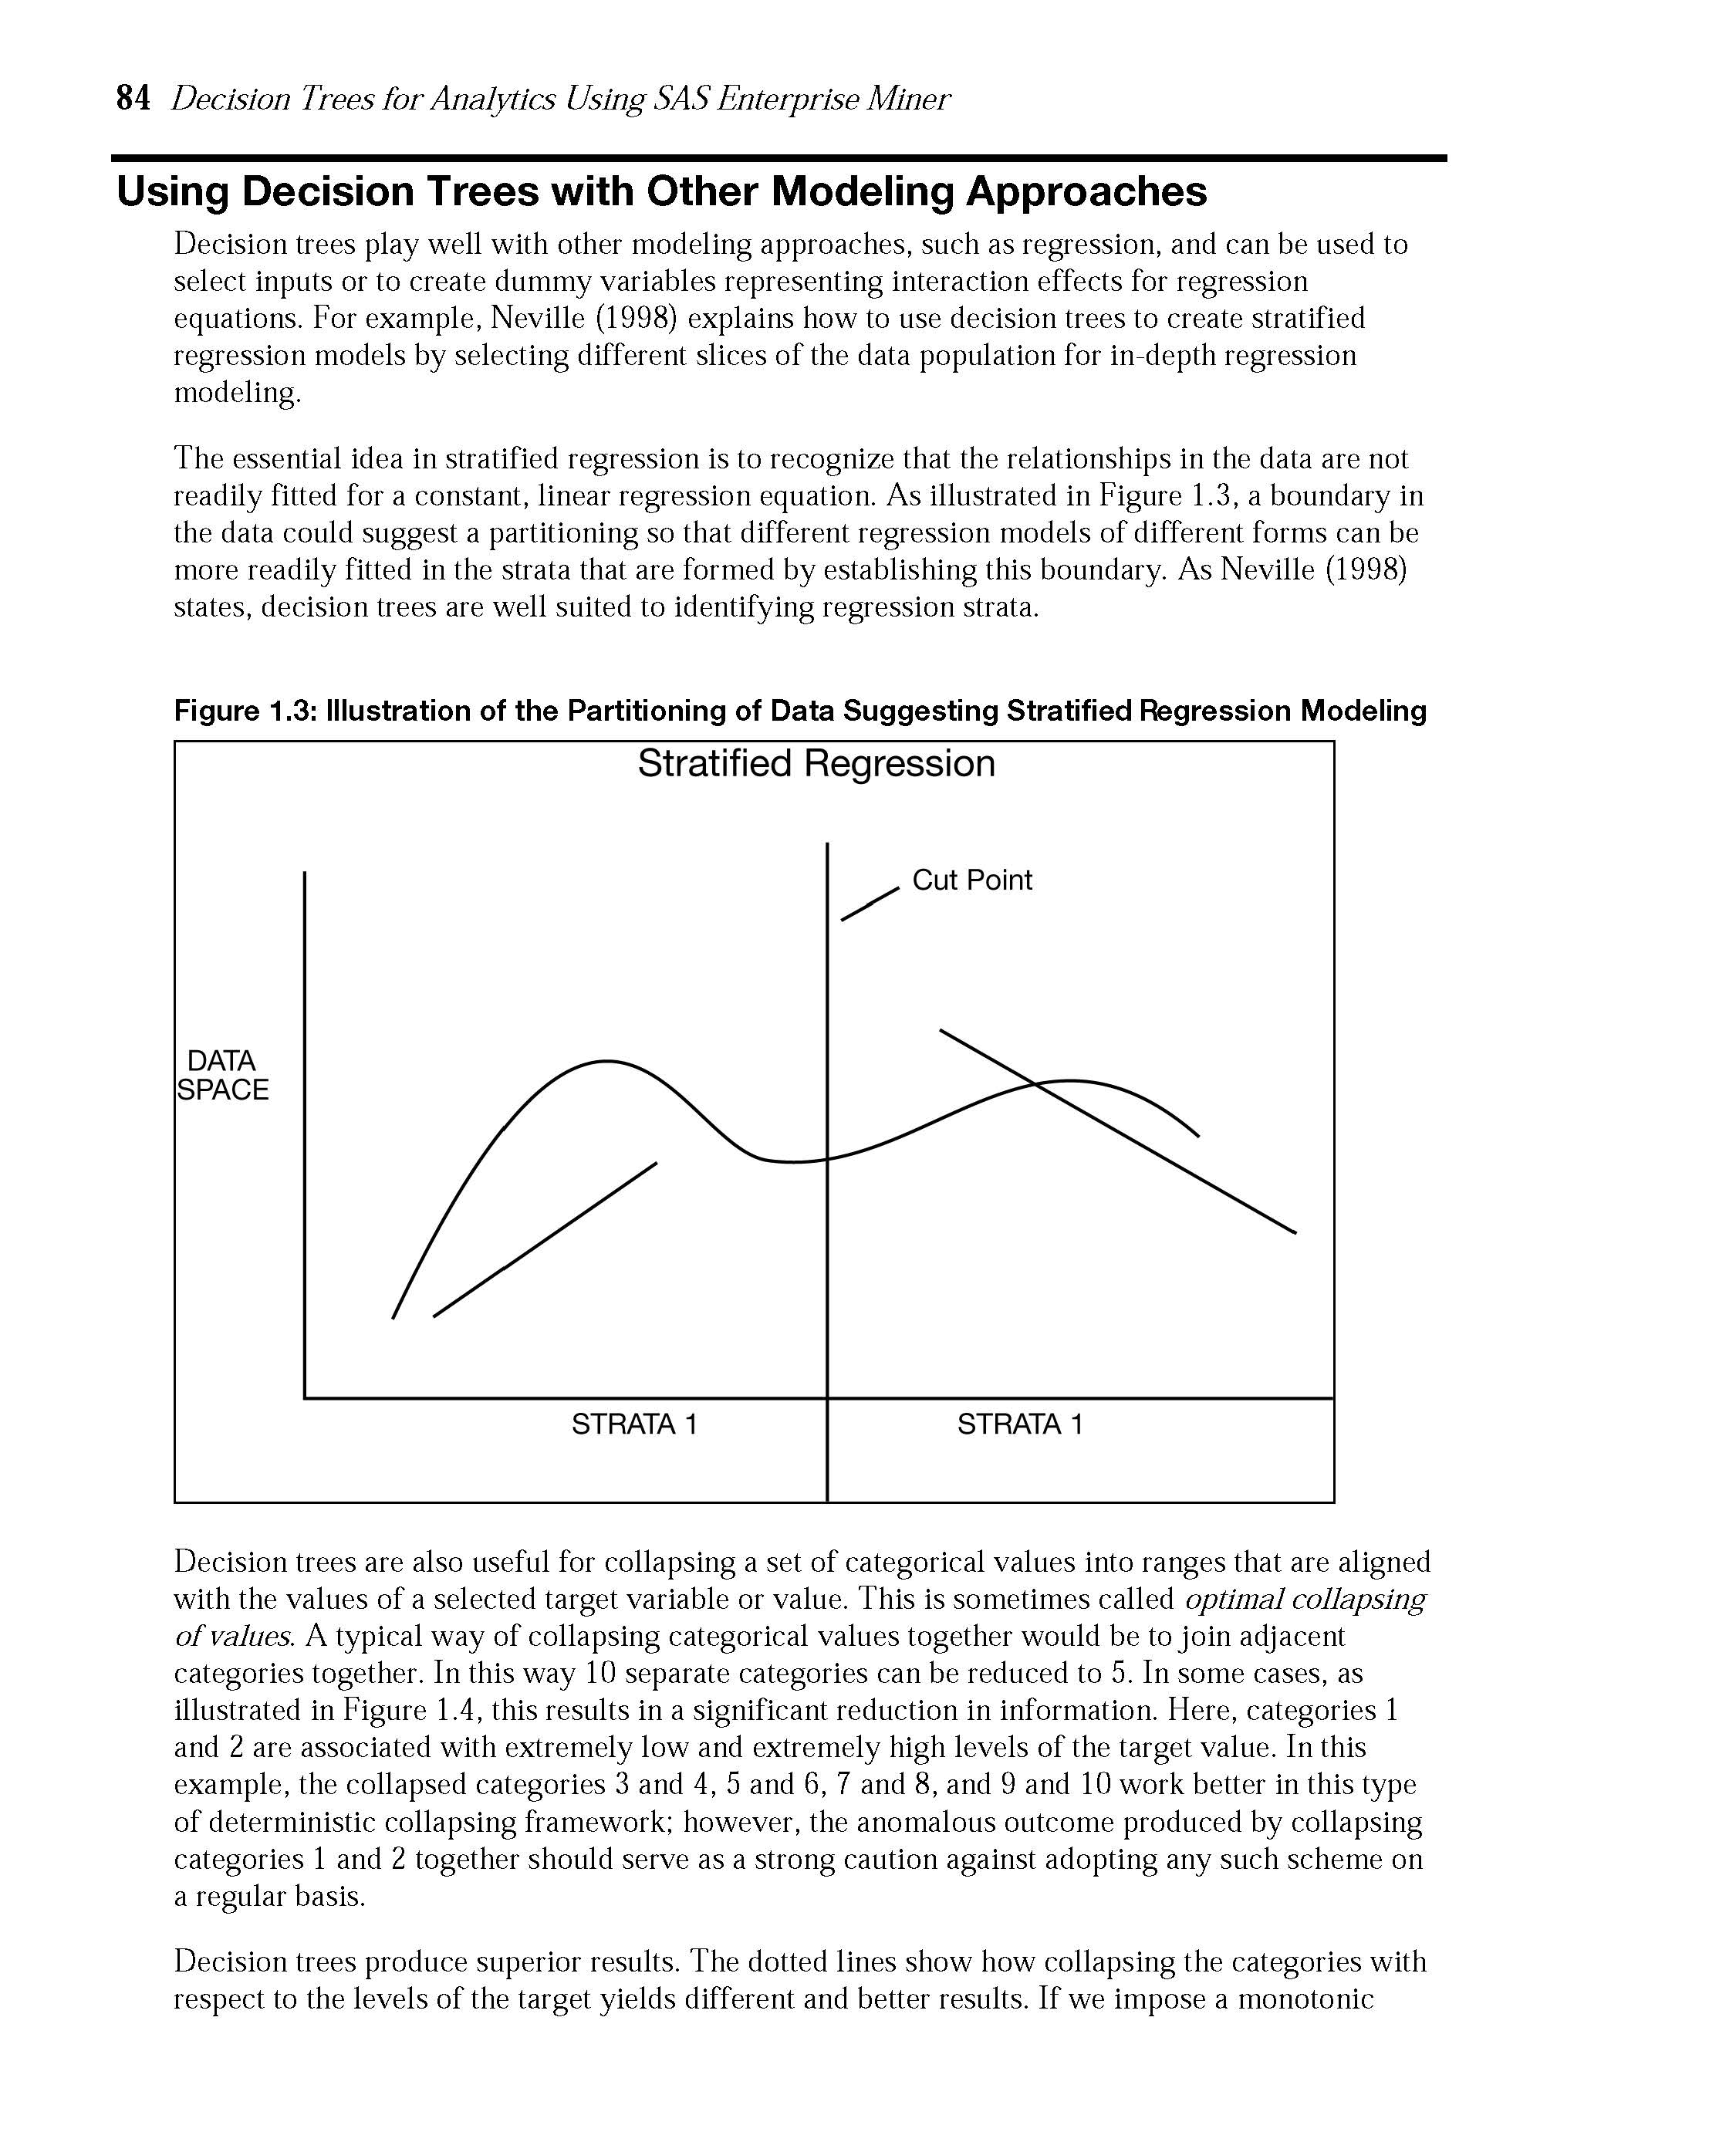 84 Decision Trees for Analytics Using SAS Enterprise Miner
Using Decision Trees with Other Modeling Approaches
Decision trees play well with other modeling approaches, such as regression, and can be used to
select inputs or to create dummy variables representing interaction effects for regression
equations. For example, Neville (1998) explains how to use decision trees to create stratified
regression models by selecting different slices of the data population for in-depth regression
modeling.
The essential idea in stratified regression is to recognize that the relationships in the data are not
readily fitted for a constant, linear regression equation. As illustrated in Figure 1.3, a boundary in
the data could suggest a partitioning so that different regression models of different forms can be
more readily fitted in the strata that are formed by establishing this boundary. As Neville (1998)
states, decision trees are well suited to identifying regression strata.
Figure 1.3: Illustration of the Partitioning of Data Suggesting Stratified Regression Modeling
Stratified Regression
Cut Point
DATA
SPACE
STRATA 1 STRATA 1
Decision trees are also useful for collapsing a set of categorical values into ranges that are aligned
with the values of a selected target variable or value. This is sometimes called optimal collapsing
of values. A typical way of collapsing categorical values together would be to join adjacent
categories together. In this way 10 separate categories can be reduced to 5. In some cases, as
illustrated in Figure 1.4, this results in a significant reduction in information. Here, categories 1
and 2 are associated with extremely low and extremely high levels of the target value. In this
example, the collapsed categories 3 and 4, 5 and 6, 7 and 8, and 9 and 10 work better in this type
of deterministic collapsing framework; however, the anomalous outcome produced by collapsing
categories 1 and 2 together should serve as a strong caution against adopting any such scheme on
a regular basis.
Decision trees produce superior results. The dotted lines show how collapsing the categories with
respect to the levels of the target yields different and better results. If we impose a monotonic